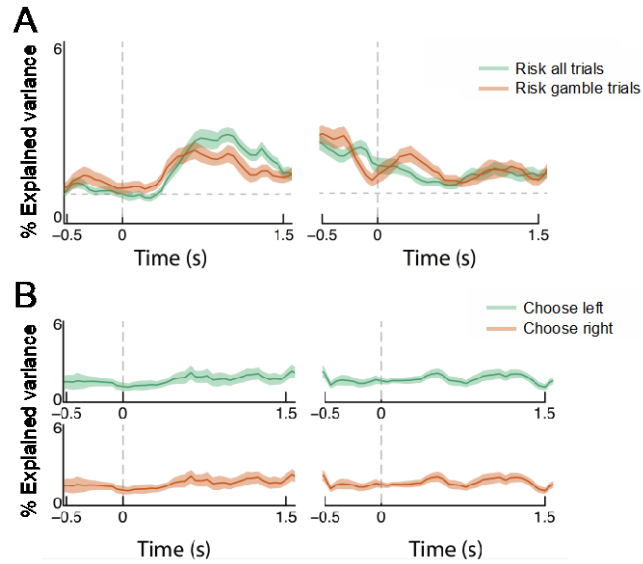 A
% Explained variance
6
0
−0.5
0
1.5
Time (s)
−0.5
0
1.5
Time (s)
Risk all trials
Risk gamble trials
B
% Explained variance
6
0
−0.5
0
1.5
−0.5
0
1.5
Choose left
Choose right
6
0
−0.5
0
1.5
Time (s)
−0.5
0
1.5
Time (s)